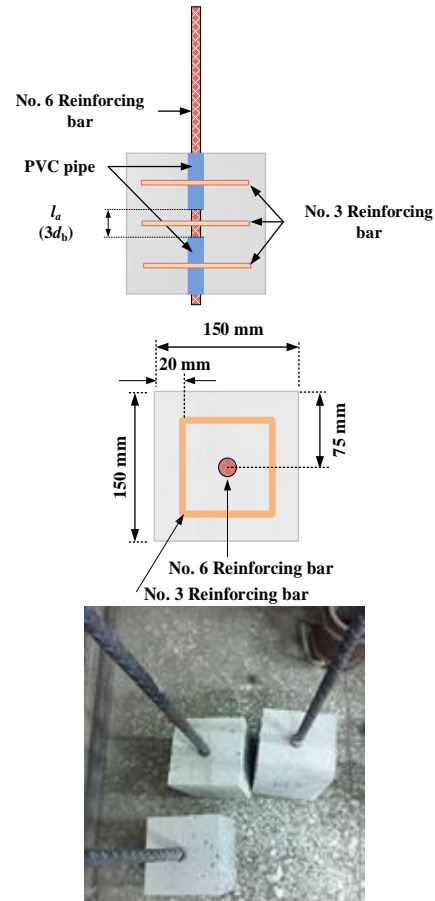 No. 6 Reinforcing
bar
PVC pipe
lₐ
(3d_b)
No. 3 Reinforcing
bar
150 mm
20 mm
150 mm
75 mm
No. 6 Reinforcing bar
No. 3 Reinforcing bar